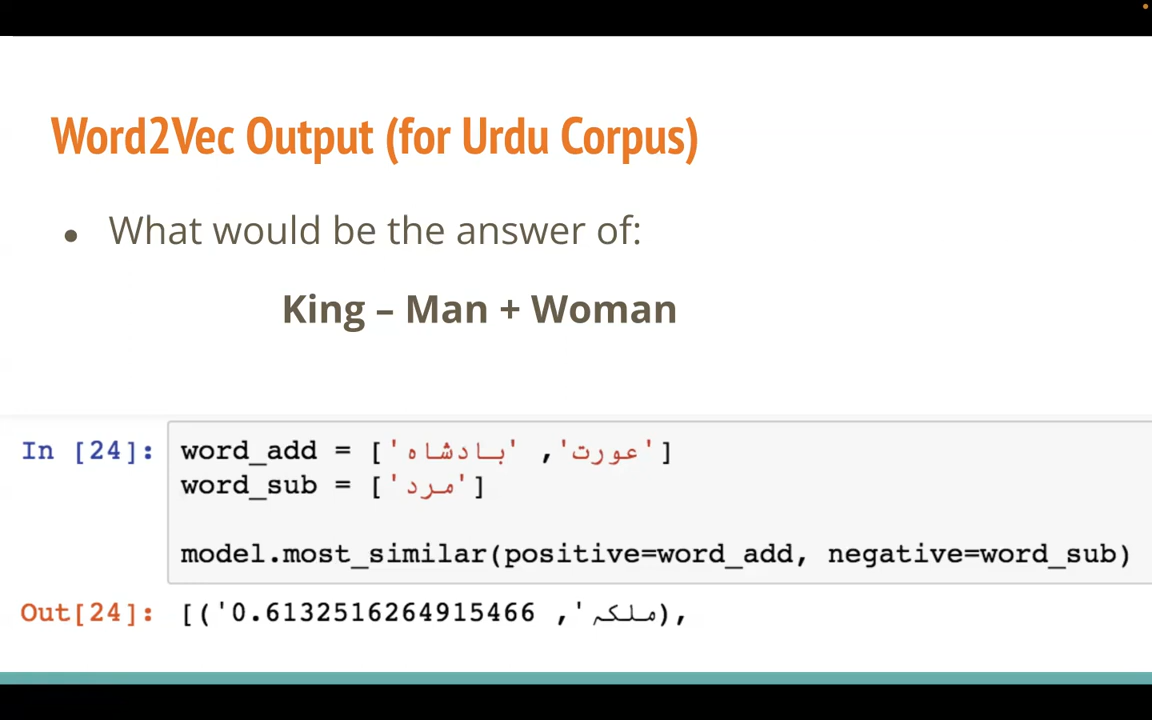 Word2Vec Output (for Urdu Corpus)
● What would be the answer of:
King – Man + Woman
In [24]: word_add = ['بادشاه' ,'عورت']
word_sub = ['مرد']
model.most_similar(positive=word_add, negative=word_sub)
Out[24]: [('ملکہ', 0.6132516264915466),